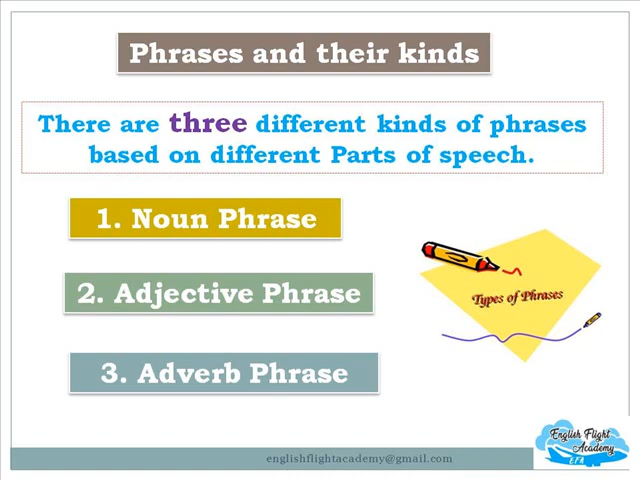 Phrases and their kinds
There are three different kinds of phrases
based on different Parts of speech.
1. Noun Phrase
2. Adjective Phrase
3. Adverb Phrase
Types of Phrases
English Flight
Academy
EFA
englishflightacademy@gmail.com